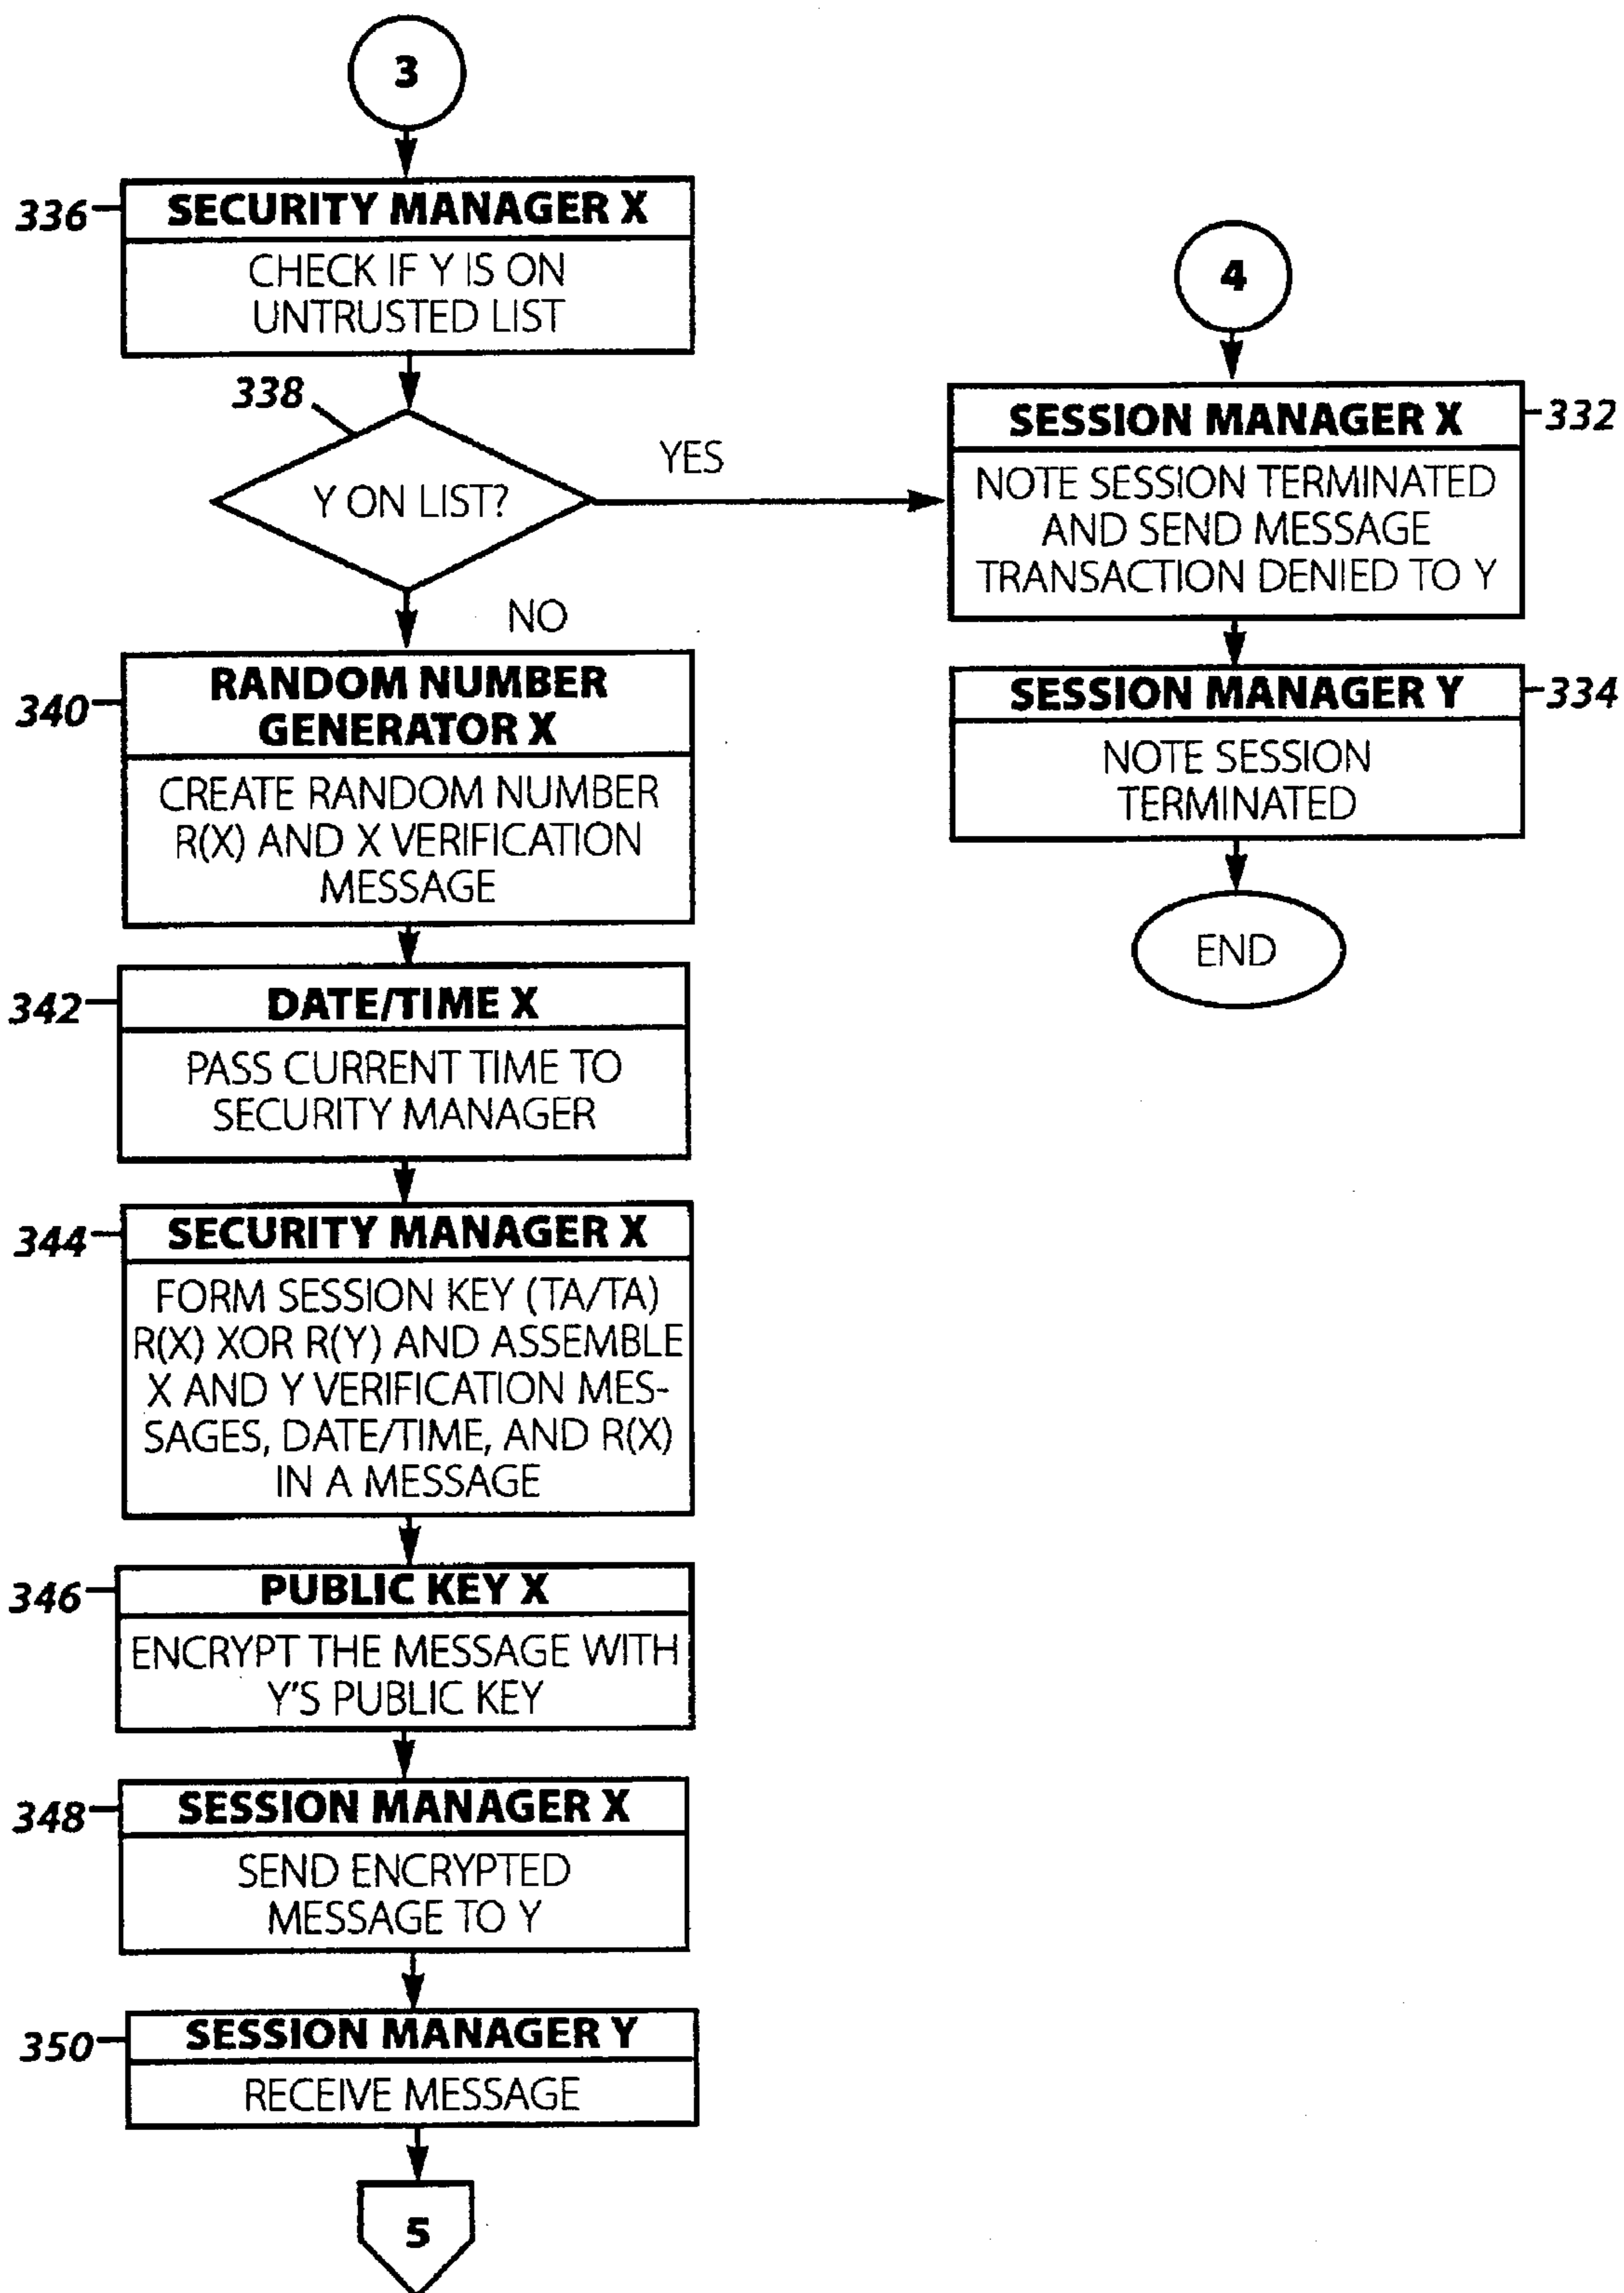 3
336
SECURITY MANAGER X
CHECK IF Y IS ON
UNTRUSTED LIST
338
Y ON LIST?
YES
NO
340
RANDOM NUMBER
GENERATOR X
CREATE RANDOM NUMBER
R(X) AND X VERIFICATION
MESSAGE
342
DATE/TIME X
PASS CURRENT TIME TO
SECURITY MANAGER
344
SECURITY MANAGER X
FORM SESSION KEY (TA/TA)
R(X) XOR R(Y) AND ASSEMBLE
X AND Y VERIFICATION MES-
SAGES, DATE/TIME, AND R(X)
IN A MESSAGE
346
PUBLIC KEY X
ENCRYPT THE MESSAGE WITH
Y'S PUBLIC KEY
348
SESSION MANAGER X
SEND ENCRYPTED
MESSAGE TO Y
350
SESSION MANAGER Y
RECEIVE MESSAGE
5
4
SESSION MANAGER X
332
NOTE SESSION TERMINATED
AND SEND MESSAGE
TRANSACTION DENIED TO Y
SESSION MANAGER Y
334
NOTE SESSION
TERMINATED
END